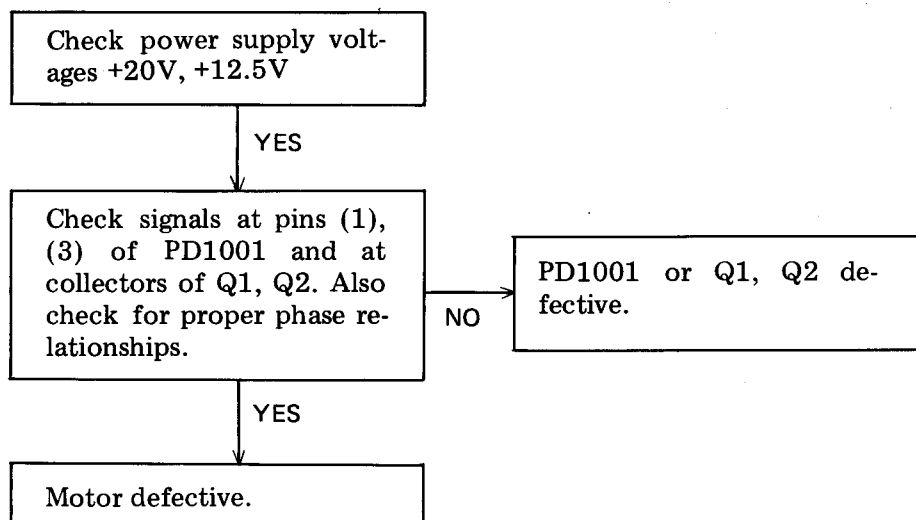 Check power supply volt-
ages +20V, +12.5V
YES
Check signals at pins (1),
(3) of PD1001 and at
collectors of Q1, Q2. Also
check for proper phase re-
lationships.
NO
PD1001 or Q1, Q2 de-
fective.
YES
Motor defective.